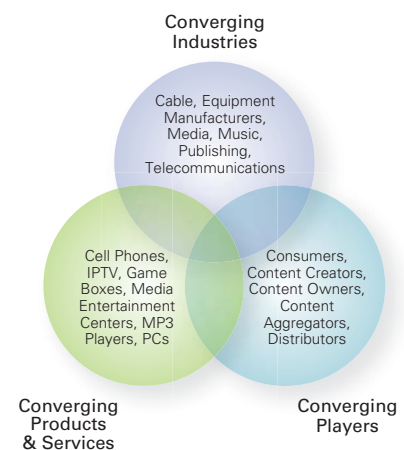 Converging
Industries
Cable, Equipment
Manufacturers,
Media, Music,
Publishing,
Telecommunications
Cell Phones,
IPTV, Game
Boxes, Media
Entertainment
Centers, MP3
Players, PCs
Consumers,
Content Creators,
Content Owners,
Content
Aggregators,
Distributors
Converging
Products
& Services
Converging
Players